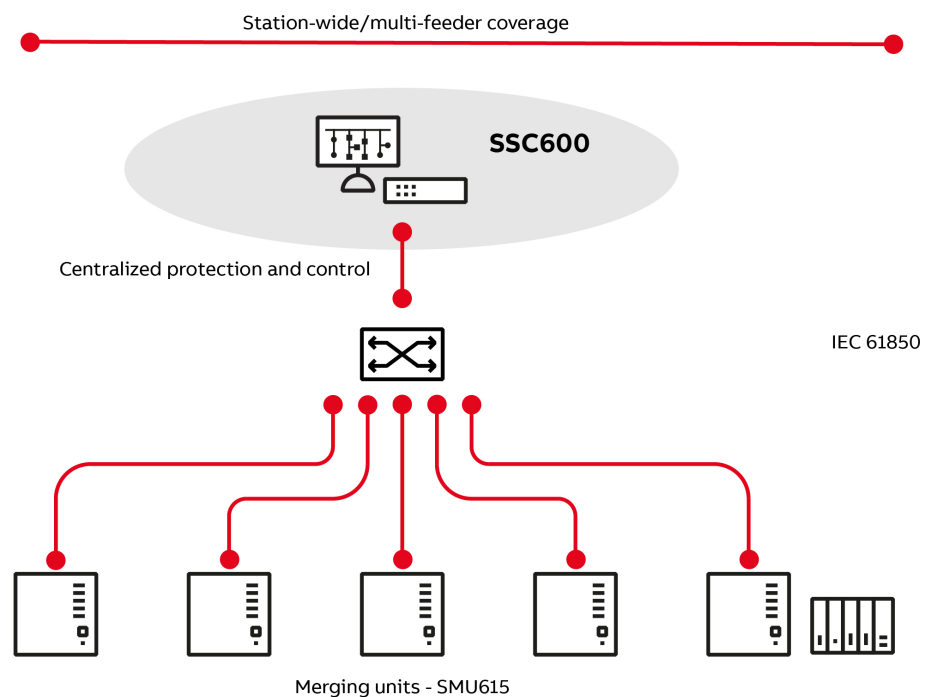 Station-wide/multi-feeder coverage
SSC600
Centralized protection and control
IEC 61850
Merging units - SMU615